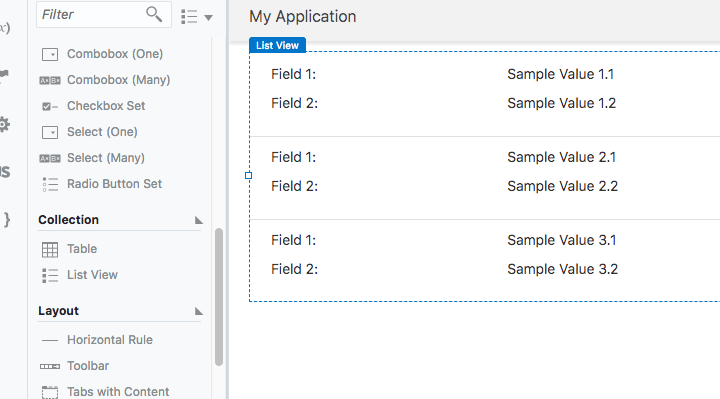 Filter
x)
Combobox (One)
Combobox (Many)
Checkbox Set
Select (One)
Select (Many)
JS
Radio Button Set
}
Collection
Table
List View
Layout
Horizontal Rule
Toolbar
Tabs with Content
My Application
List View
Field 1: Sample Value 1.1
Field 2: Sample Value 1.2
Field 1: Sample Value 2.1
Field 2: Sample Value 2.2
Field 1: Sample Value 3.1
Field 2: Sample Value 3.2